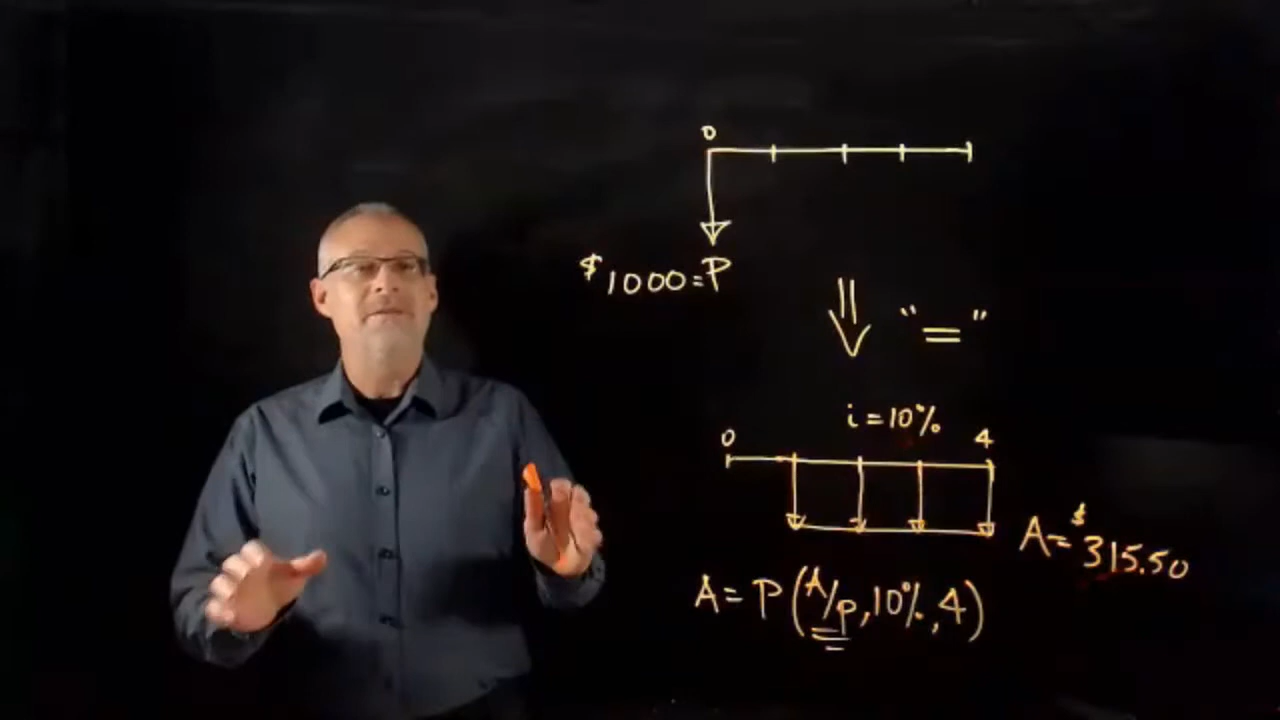 0
$1000=P
"="
i=10%
0 4
A=$315.50
A=P(A/P,10%,4)